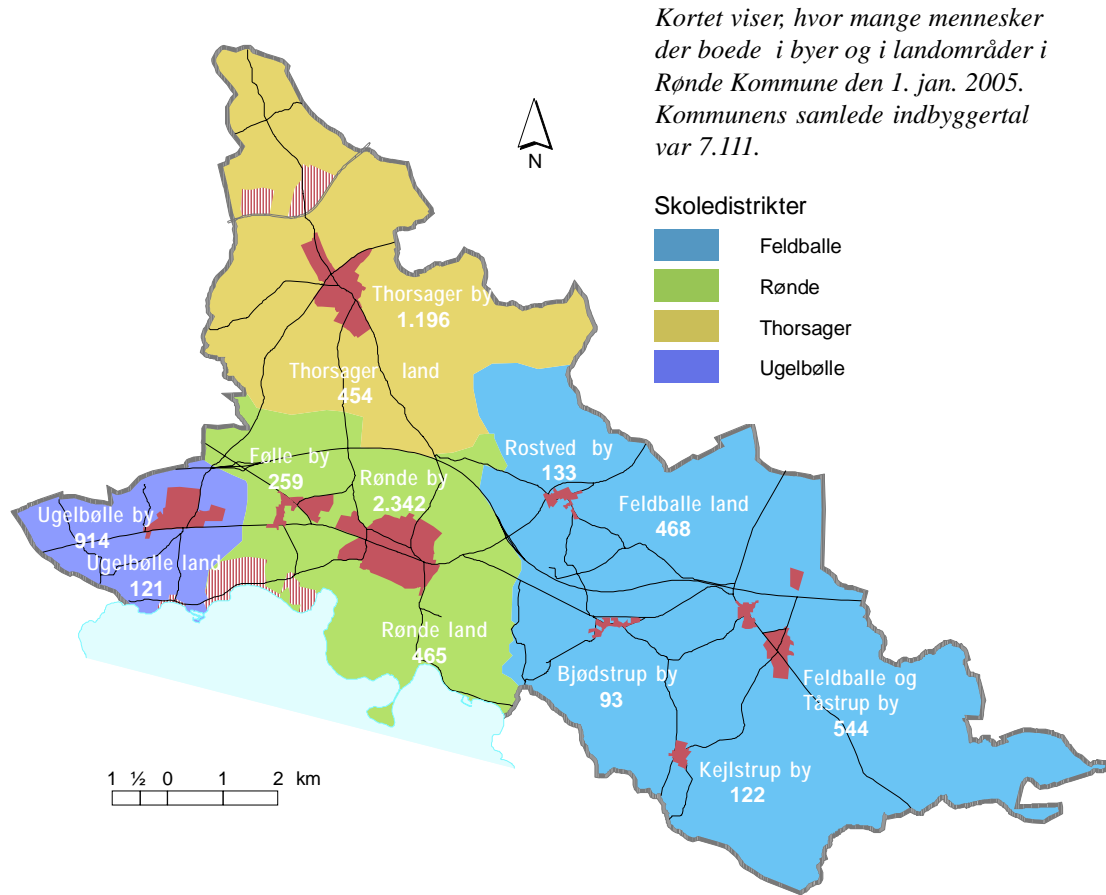 Kortet viser, hvor mange mennesker
der boede i byer og i landområder i
Rønde Kommune den 1. jan. 2005.
Kommunens samlede indbyggertal
var 7.111.
N
Skoledistrikter
Feldballe
Rønde
Thorsager
Ugelbølle
Thorsager by
1.196
Thorsager land
454
Følle by
259
Rønde by
2.342
Rostved by
133
Feldballe land
468
Ugelbølle by
914
Ugelbølle land
121
Rønde land
465
Bjødstrup by
93
Feldballe og
Tåstrup by
544
Kejlstrup by
122
1 ½ 0 1 2 km